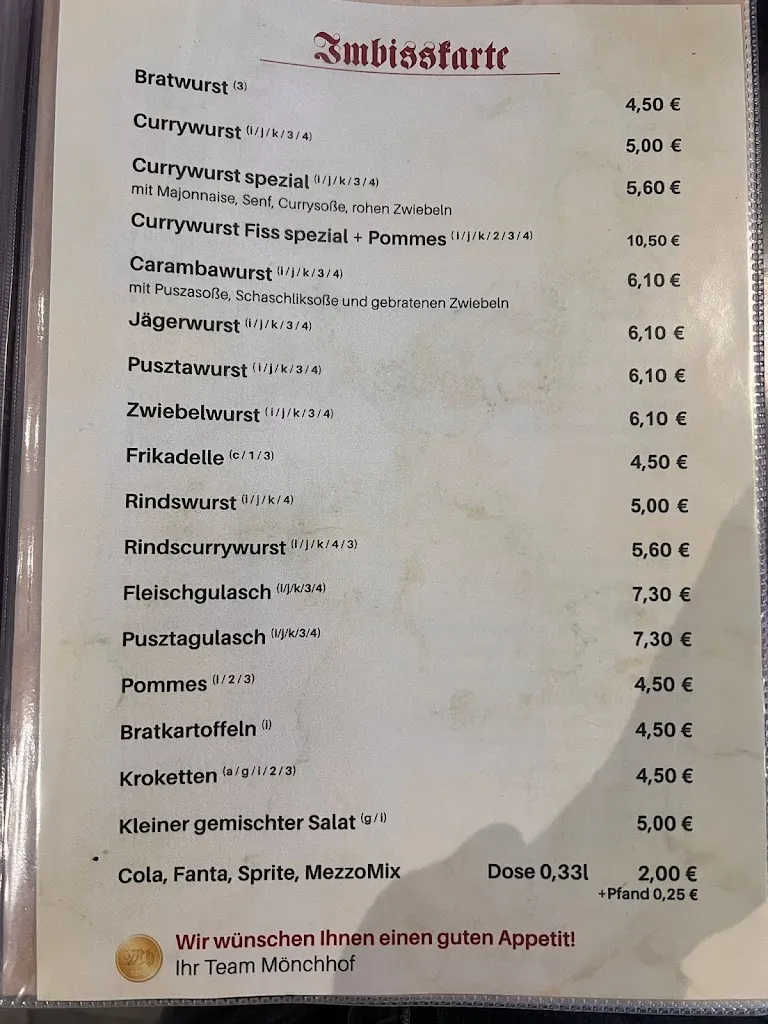 Imbisskarte
Bratwurst (3) 4,50 €
Currywurst (i/j/k/3/4) 5,00 €
Currywurst spezial (i/j/k/3/4) 5,60 €
mit Majonnaise, Senf, Currysoße, rohen Zwiebeln
Currywurst Fiss spezial + Pommes (i/j/k/2/3/4) 10,50 €
Carambawurst (i/j/k/3/4) 6,10 €
mit Puszasoße, Schaschliksoße und gebratenen Zwiebeln
Jägerwurst (i/j/k/3/4) 6,10 €
Pusztawurst (i/j/k/3/4) 6,10 €
Zwiebelwurst (i/j/k/3/4) 6,10 €
Frikadelle (c/1/3) 4,50 €
Rindswurst (i/j/k/4) 5,00 €
Rindscurrywurst (i/j/k/4/3) 5,60 €
Fleischgulasch (i/j/k/3/4) 7,30 €
Pusztagulasch (i/j/k/3/4) 7,30 €
Pommes (i/2/3) 4,50 €
Bratkartoffeln (i) 4,50 €
Kroketten (a/g/i/2/3) 4,50 €
Kleiner gemischter Salat (g/i) 5,00 €
Cola, Fanta, Sprite, MezzoMix Dose 0,33l 2,00 €
+Pfand 0,25 €
Wir wünschen Ihnen einen guten Appetit!
Ihr Team Mönchhof